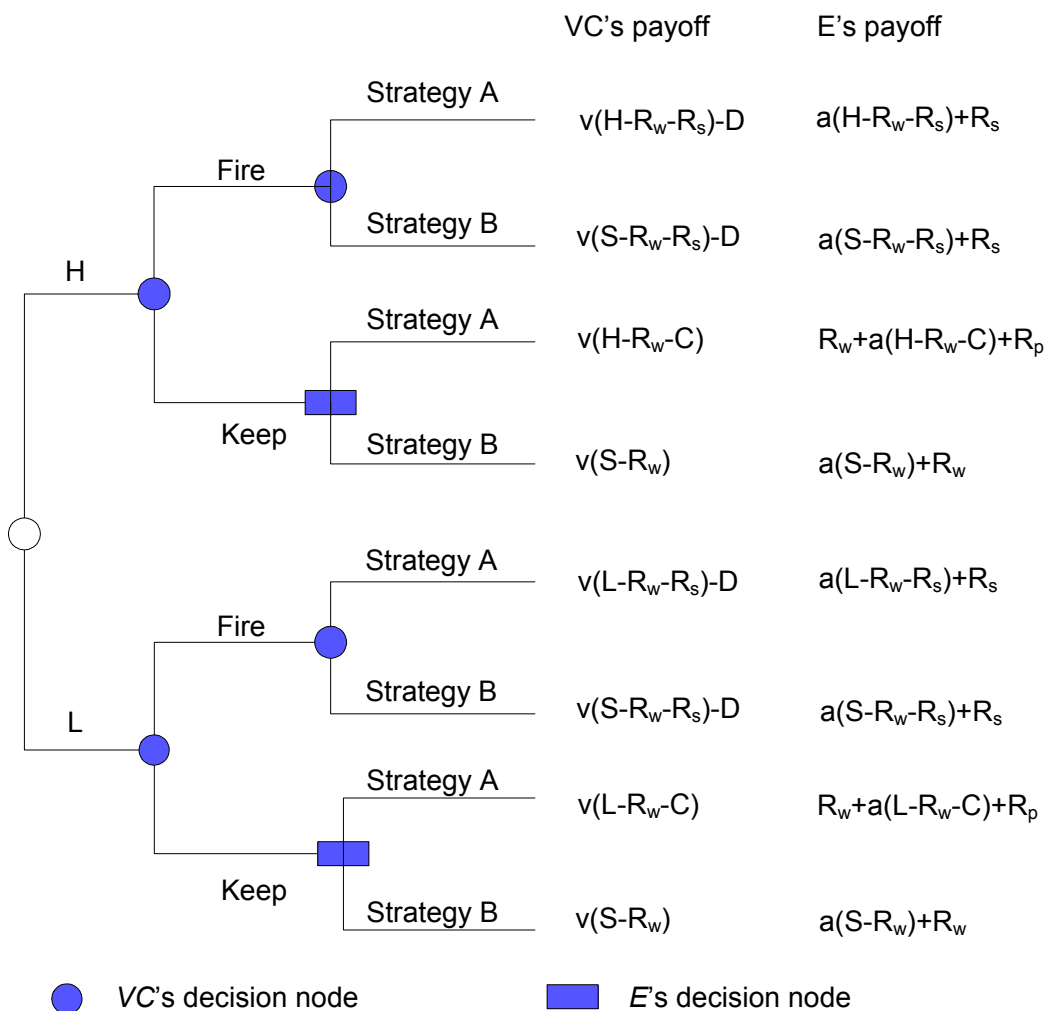 VC’s payoff E’s payoff
Strategy A v(H-Rw-Rs)-D a(H-Rw-Rs)+Rs
Fire
Strategy B v(S-Rw-Rs)-D a(S-Rw-Rs)+Rs
H
Strategy A v(H-Rw-C) Rw+a(H-Rw-C)+Rp
Keep
Strategy B v(S-Rw) a(S-Rw)+Rw
Strategy A v(L-Rw-Rs)-D a(L-Rw-Rs)+Rs
Fire
Strategy B v(S-Rw-Rs)-D a(S-Rw-Rs)+Rs
L
Strategy A v(L-Rw-C) Rw+a(L-Rw-C)+Rp
Keep
Strategy B v(S-Rw) a(S-Rw)+Rw
VC’s decision node E’s decision node